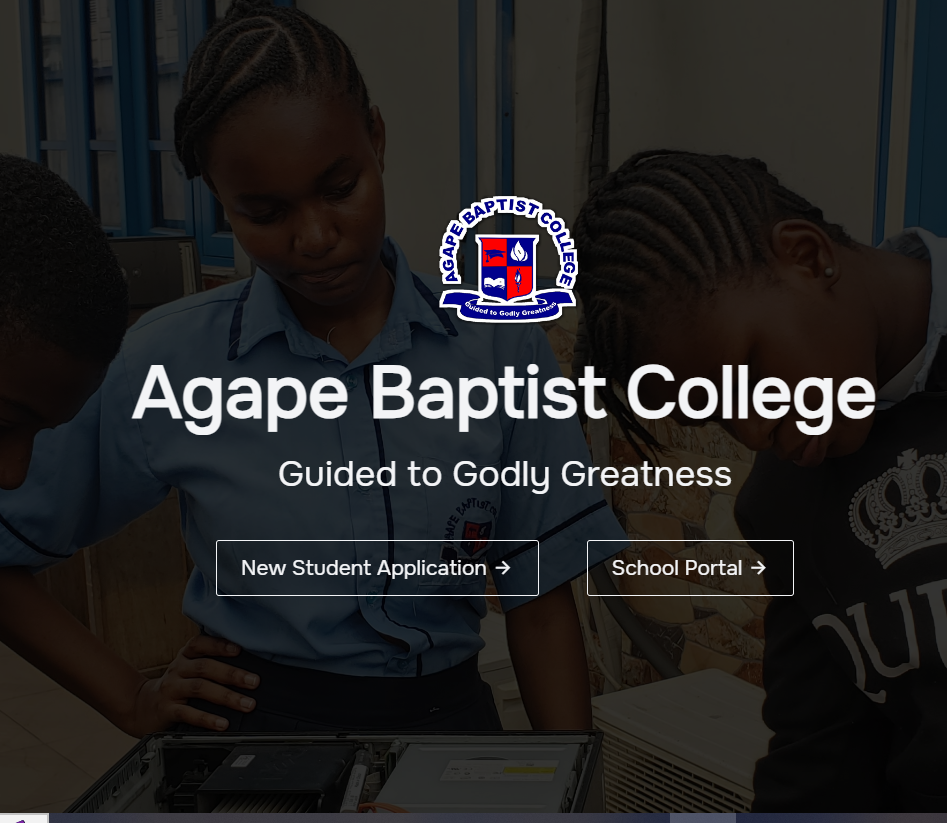 AGAPE BAPTIST COLLEGE
Guided to Godly Greatness
Agape Baptist College
Guided to Godly Greatness
New Student Application →
School Portal →